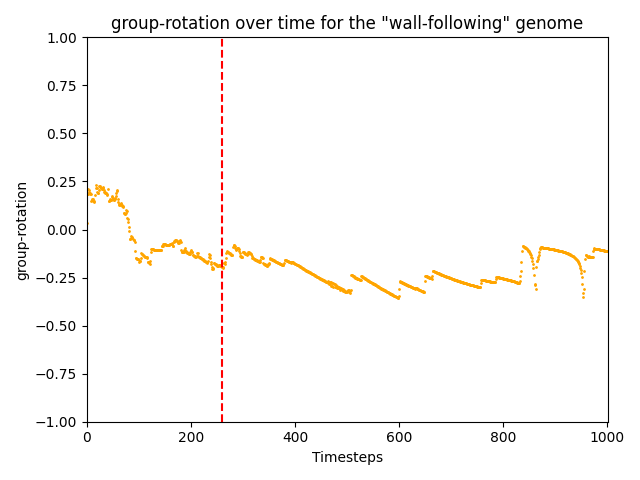 group-rotation over time for the "wall-following" genome
1.00
0.75
0.50
0.25
0.00
−0.25
−0.50
−0.75
−1.00
group-rotation
0 200 400 600 800 1000
Timesteps